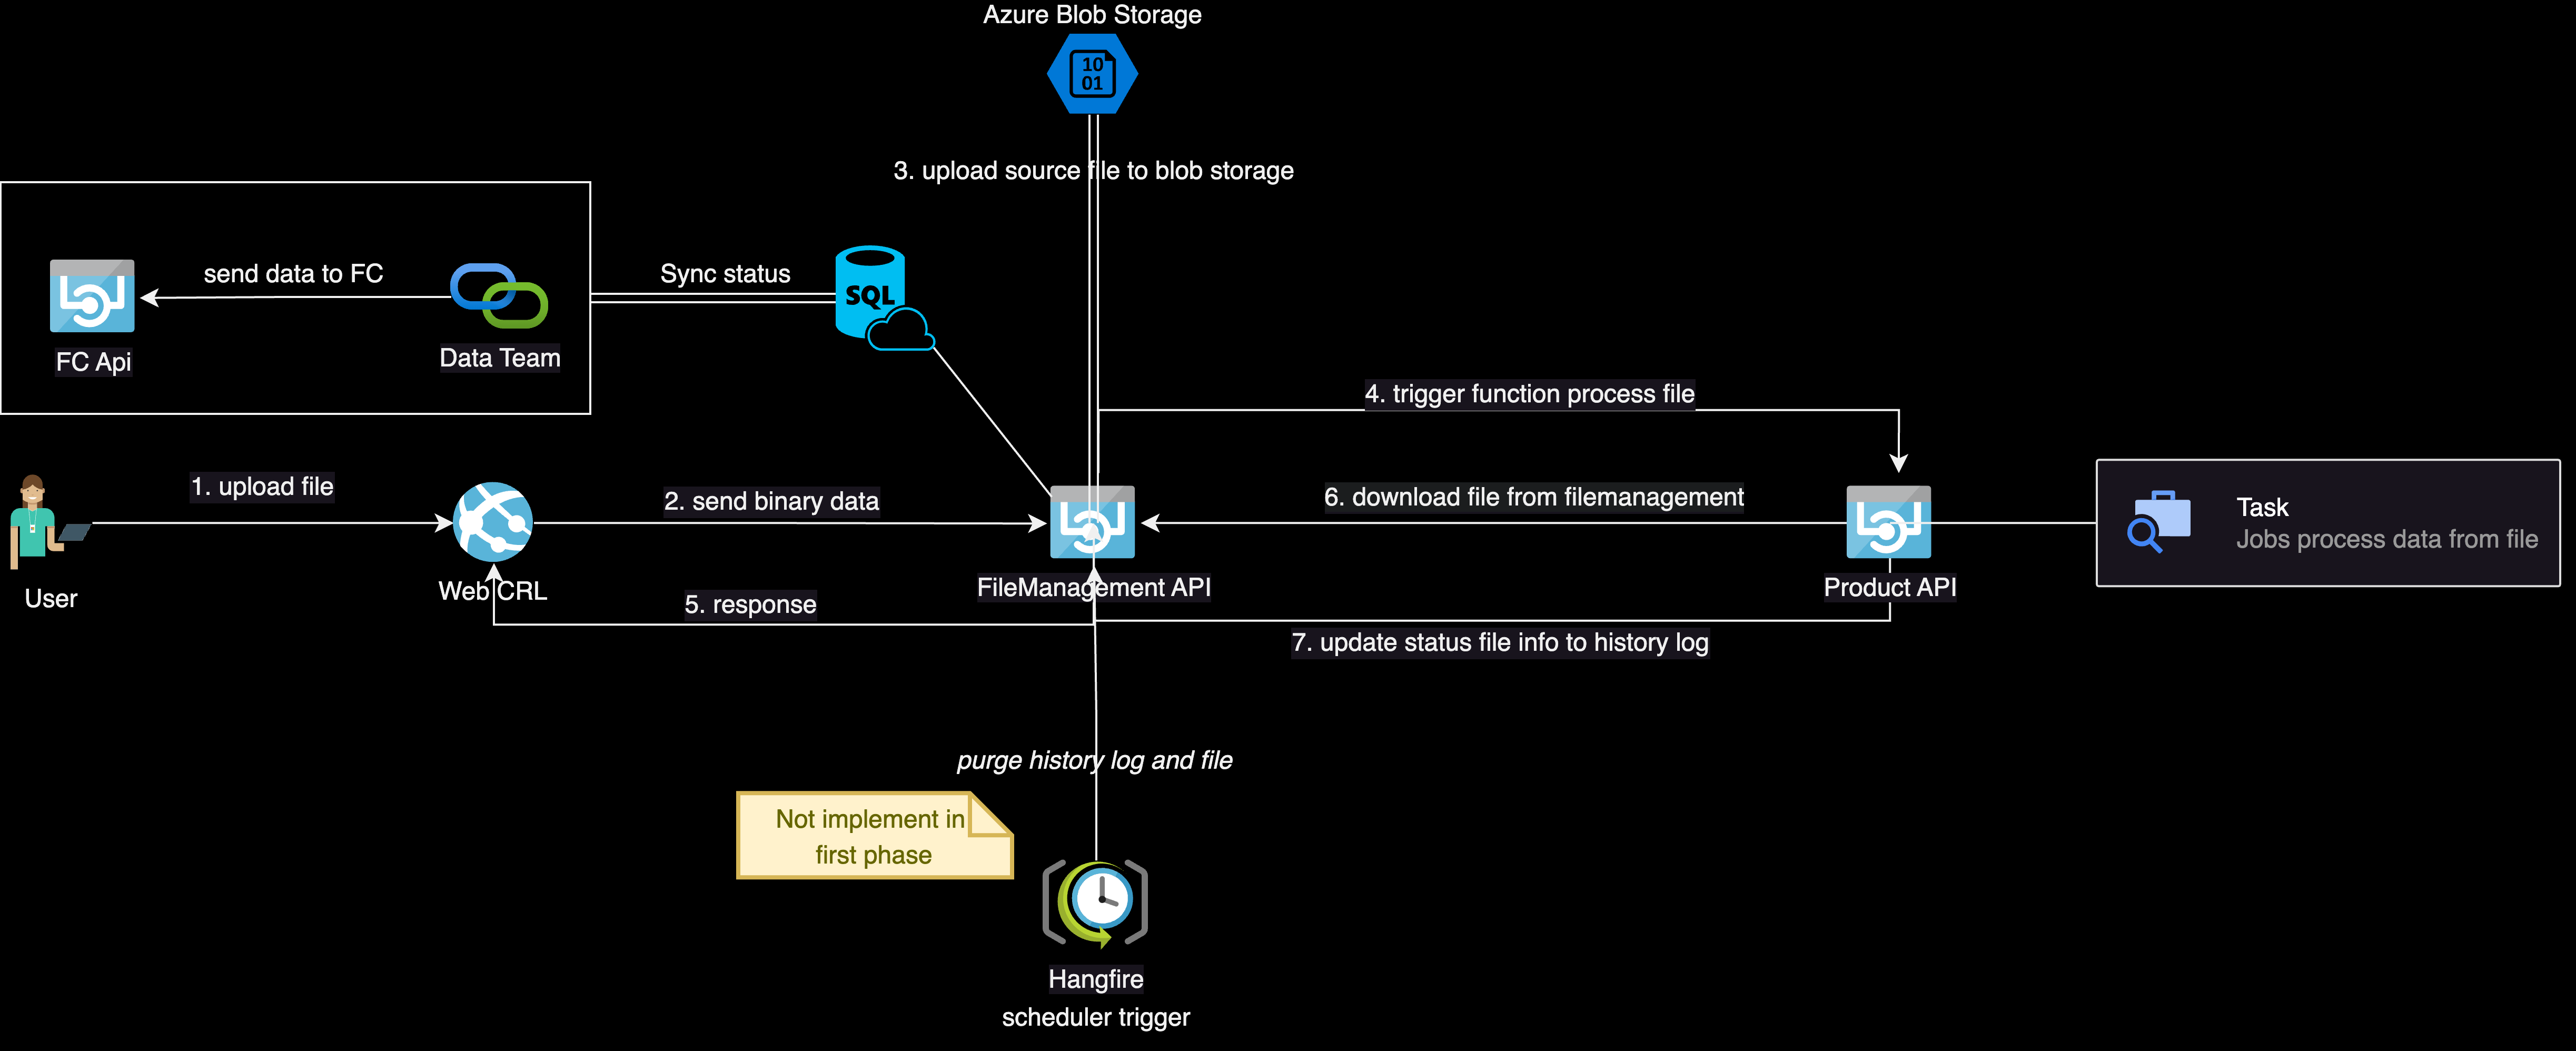 Azure Blob Storage
10
01
3. upload source file to blob storage
send data to FC
Sync status
SQL
FC Api
Data Team
4. trigger function process file
1. upload file
2. send binary data
6. download file from filemanagement
Task
Jobs process data from file
User
Web CRL
FileManagement API
Product API
5. response
7. update status file info to history log
purge history log and file
Not implement in
first phase
Hangfire
scheduler trigger